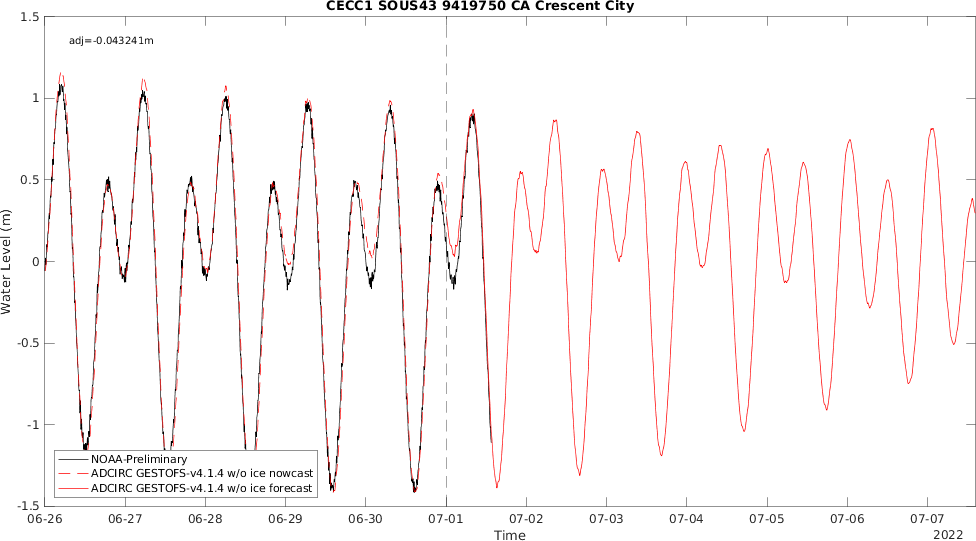 CECC1 SOUS43 9419750 CA Crescent City
adj=-0.043241m
1.5
1
0.5
0
-0.5
-1
-1.5
Water Level (m)
NOAA-Preliminary
ADCIRC GESTOFS-v4.1.4 w/o ice nowcast
ADCIRC GESTOFS-v4.1.4 w/o ice forecast
06-26 06-27 06-28 06-29 06-30 07-01 07-02 07-03 07-04 07-05 07-06 07-07
Time
2022